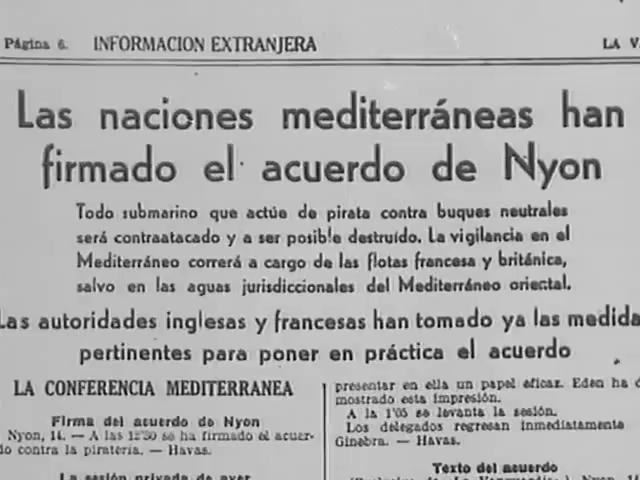 Página 6. INFORMACION EXTRANJERA LA V
Las naciones mediterráneas han
firmado el acuerdo de Nyon
Todo submarino que actúe de pirata contra buques neutrales
será contraatacado y a ser posible destruído. La vigilancia en el
Mediterráneo correrá a cargo de las flotas francesa y británica,
salvo en las aguas jurisdiccionales del Mediterráneo oriental.
Las autoridades inglesas y francesas han tomado ya las medida
pertinentes para poner en práctica el acuerdo
LA CONFERENCIA MEDITERRANEA
Firma del acuerdo de Nyon
Nyon, 14. — A las 12'30 se ha firmado el acuer-
do contra la piratería. — Havas.
La sesión privada de ayer
presentar en ella un papel eficaz. Eden ha d
mostrado esta impresión.
A la 1'05 se levanta la sesión.
Los delegados regresan inmediatamente
Ginebra. — Havas.
Texto del acuerdo